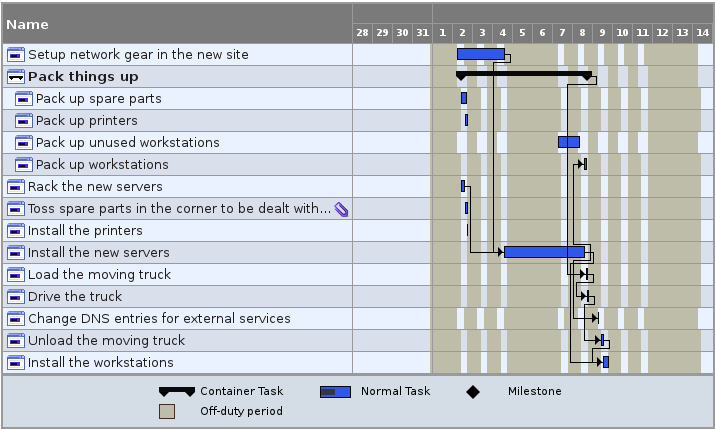 Name
28 29 30 31 1 2 3 4 5 6 7 8 9 10 11 12 13 14
Setup network gear in the new site
Pack things up
Pack up spare parts
Pack up printers
Pack up unused workstations
Pack up workstations
Rack the new servers
Toss spare parts in the corner to be dealt with...
Install the printers
Install the new servers
Load the moving truck
Drive the truck
Change DNS entries for external services
Unload the moving truck
Install the workstations
Container Task Normal Task Milestone
Off-duty period